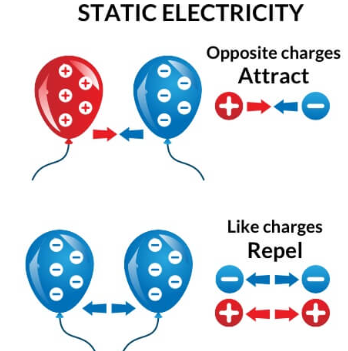 STATIC ELECTRICITY
Opposite charges
Attract
Like charges
Repel